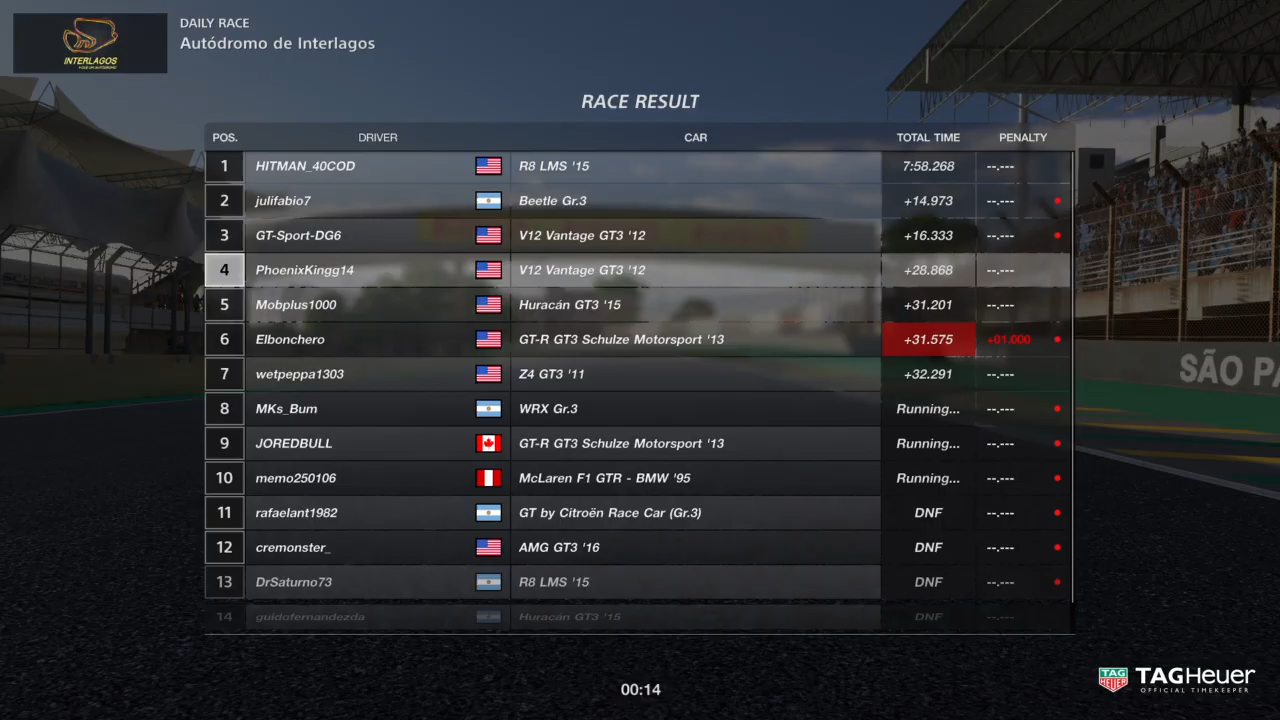 DAILY RACE
Autódromo de Interlagos
INTERLAGOS
RACE RESULT
POS. DRIVER CAR TOTAL TIME PENALTY
1 HITMAN_40COD R8 LMS '15 7:58.268 --.---
2 julifabio7 Beetle Gr.3 +14.973 --.---
3 GT-Sport-DG6 V12 Vantage GT3 '12 +16.333 --.---
4 PhoenixKingg14 V12 Vantage GT3 '12 +28.868 --.---
5 Mobplus1000 Huracán GT3 '15 +31.201 --.---
6 Elbonchero GT-R GT3 Schulze Motorsport '13 +31.575 +01.000
7 wetpeppa1303 Z4 GT3 '11 +32.291 --.---
8 MKs_Bum WRX Gr.3 Running... --.---
9 JOREDBULL GT-R GT3 Schulze Motorsport '13 Running... --.---
10 memo250106 McLaren F1 GTR - BMW '95 Running... --.---
11 rafaelant1982 GT by Citroën Race Car (Gr.3) DNF --.---
12 cremonster_ AMG GT3 '16 DNF --.---
13 DrSaturno73 R8 LMS '15 DNF --.---
14 guidofernandezda Huracán GT3 '15 DNF --.---
SÃO PA
00:14
TAG HEUER TAGHeuer
OFFICIAL TIMEKEEPER